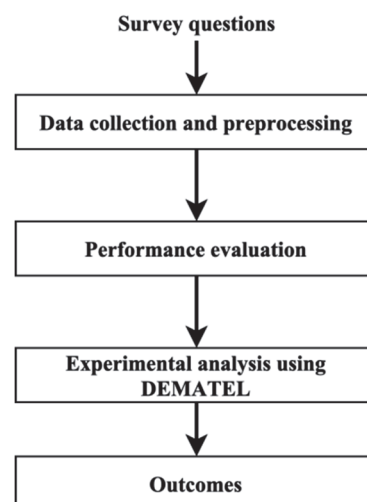 Survey questions
Data collection and preprocessing
Performance evaluation
Experimental analysis using
DEMATEL
Outcomes